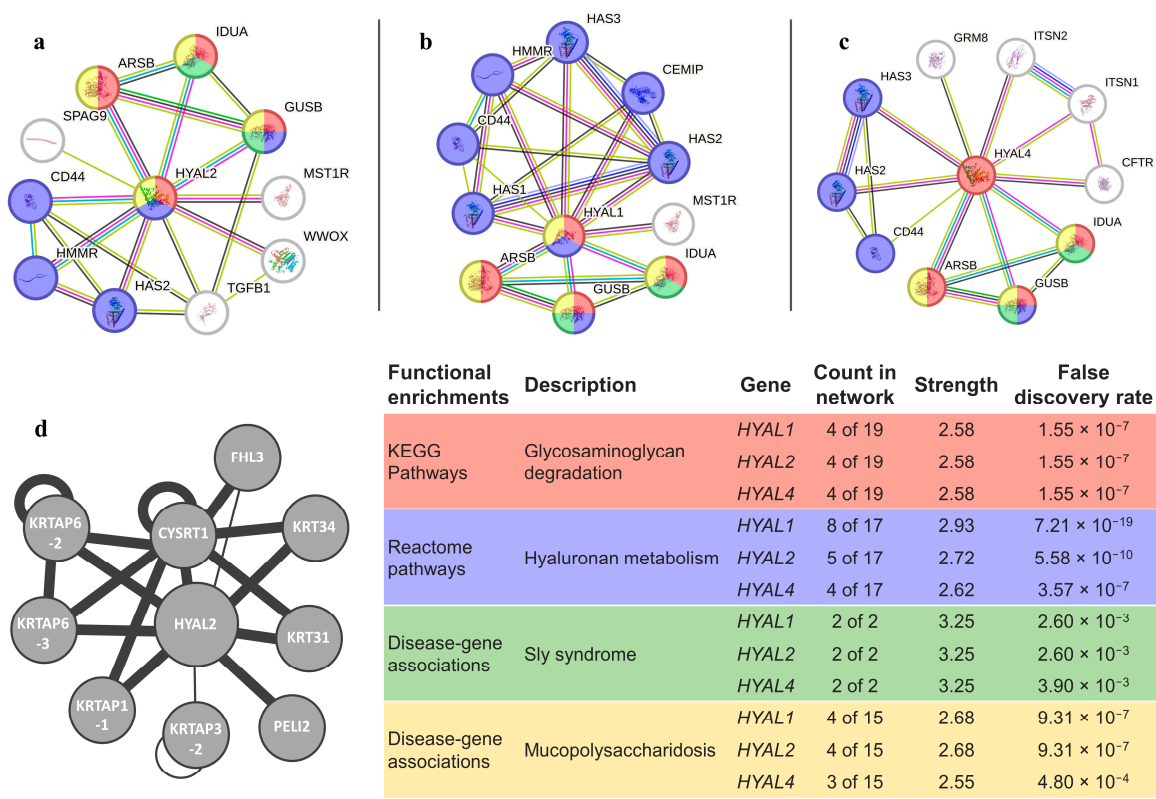 a
IDUA
ARSB
GUSB
SPAG9
HYAL2
MST1R
CD44
WWOX
HMMR
HAS2
TGFB1
b
HAS3
HMMR
CEMIP
CD44
HAS2
HAS1
HYAL1
MST1R
ARSB
IDUA
GUSB
c
GRM8
ITSN2
HAS3
ITSN1
HYAL4
HAS2
CFTR
CD44
IDUA
ARSB
GUSB
d
FHL3
KRTAP6
-2
CYSRT1
KRT34
KRTAP6
-3
HYAL2
KRT31
KRTAP1
-1
KRTAP3
-2
PELI2
Functional enrichments Description Gene Count in network Strength False discovery rate
KEGG Pathways Glycosaminoglycan degradation
HYAL1 4 of 19 2.58 1.55 × 10⁻⁷
HYAL2 4 of 19 2.58 1.55 × 10⁻⁷
HYAL4 4 of 19 2.58 1.55 × 10⁻⁷
Reactome pathways Hyaluronan metabolism
HYAL1 8 of 17 2.93 7.21 × 10⁻¹⁹
HYAL2 5 of 17 2.72 5.58 × 10⁻¹⁰
HYAL4 4 of 17 2.62 3.57 × 10⁻⁷
Disease-gene associations Sly syndrome
HYAL1 2 of 2 3.25 2.60 × 10⁻³
HYAL2 2 of 2 3.25 2.60 × 10⁻³
HYAL4 2 of 2 3.25 3.90 × 10⁻³
Disease-gene associations Mucopolysaccharidosis
HYAL1 4 of 15 2.68 9.31 × 10⁻⁷
HYAL2 4 of 15 2.68 9.31 × 10⁻⁷
HYAL4 3 of 15 2.55 4.80 × 10⁻⁴